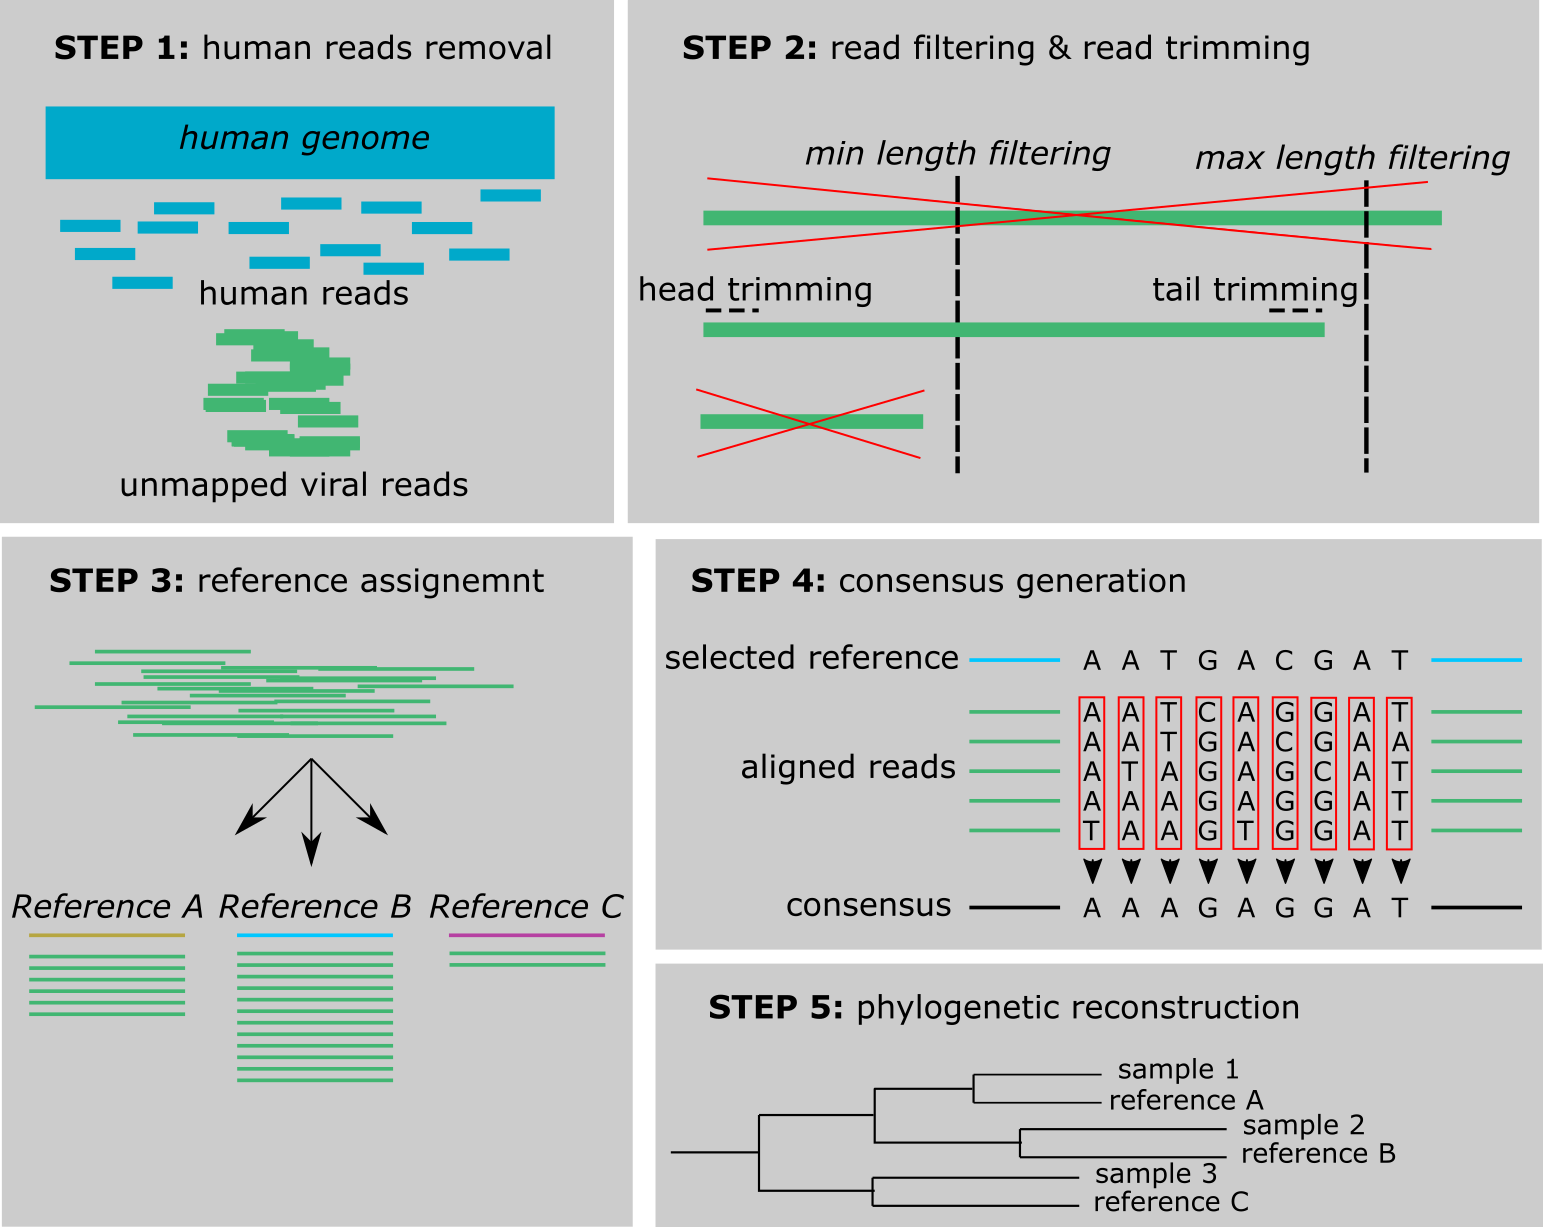 STEP 1: human reads removal
human genome
human reads
unmapped viral reads
STEP 2: read filtering & read trimming
min length filtering
max length filtering
head trimming
tail trimming
STEP 3: reference assignemnt
Reference A
Reference B
Reference C
STEP 4: consensus generation
selected reference A A T G A C G A T
A A T C A G G A T
A A T G A C G A A
aligned reads
A T A G A G C A T
A A A G A G G A T
T A A G T G G A T
consensus A A A G A G G A T
STEP 5: phylogenetic reconstruction
sample 1
reference A
sample 2
reference B
sample 3
reference C